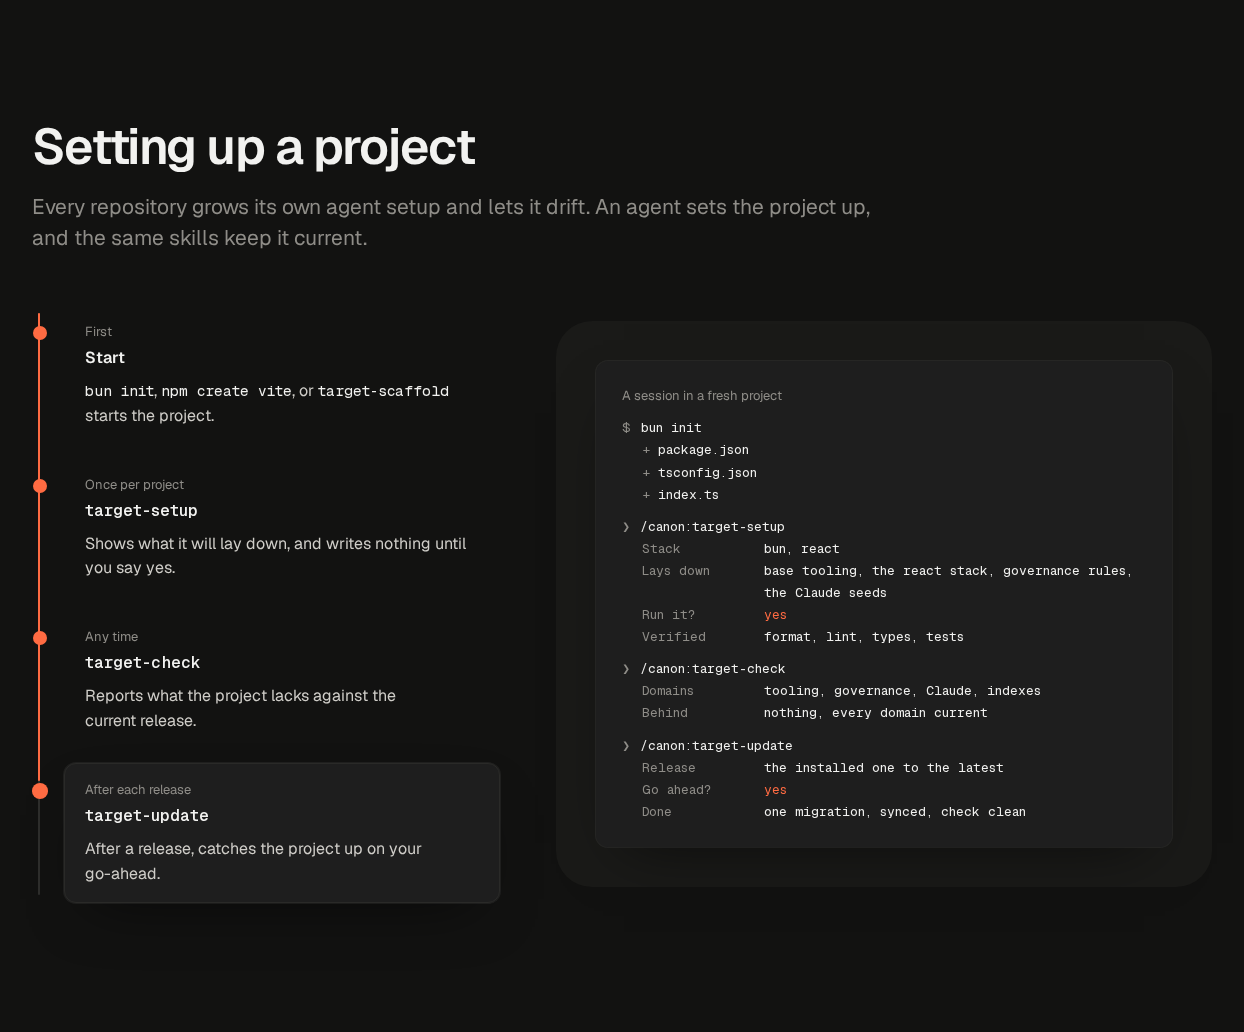 Setting up a project
Every repository grows its own agent setup and lets it drift. An agent sets the project up,
and the same skills keep it current.
First
Start
bun init, npm create vite, or target-scaffold
starts the project.
Once per project
target-setup
Shows what it will lay down, and writes nothing until
you say yes.
Any time
target-check
Reports what the project lacks against the
current release.
After each release
target-update
After a release, catches the project up on your
go-ahead.
A session in a fresh project
$ bun init
+ package.json
+ tsconfig.json
+ index.ts
❯ /canon:target-setup
Stack bun, react
Lays down base tooling, the react stack, governance rules,
the Claude seeds
Run it? yes
Verified format, lint, types, tests
❯ /canon:target-check
Domains tooling, governance, Claude, indexes
Behind nothing, every domain current
❯ /canon:target-update
Release the installed one to the latest
Go ahead? yes
Done one migration, synced, check clean